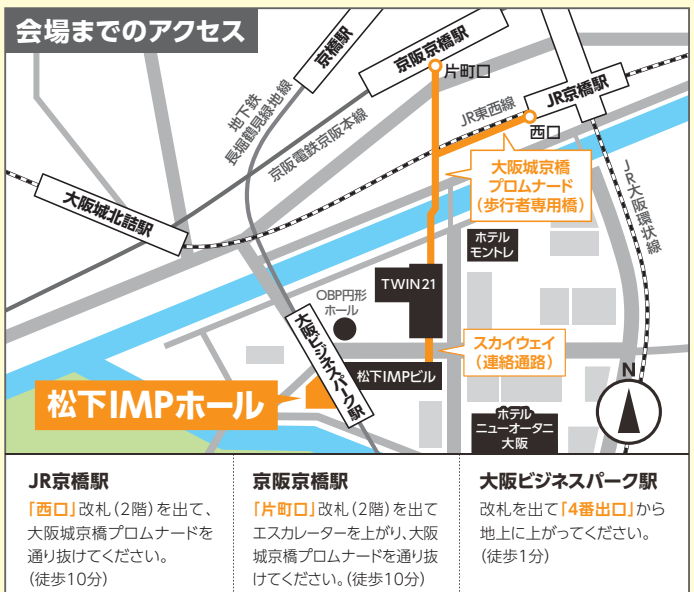 会場までのアクセス
京橋駅
京阪京橋駅
片町口
JR京橋駅
地下鉄
長堀鶴見緑地線
JR東西線
西口
京阪電鉄京阪本線
大阪城京橋
プロムナード
（歩行者専用橋）
JR大阪環状線
大阪城北詰駅
ホテル
モントレ
TWIN21
OBP円形
ホール
大阪ビジネスパーク駅
スカイウェイ
（連絡通路）
松下IMPビル
N
松下IMPホール
ホテル
ニューオータニ
大阪
JR京橋駅
「西口」改札（2階）を出て、
大阪城京橋プロムナードを
通り抜けてください。
（徒歩10分）
京阪京橋駅
「片町口」改札（2階）を出て
エスカレーターを上がり、大阪
城京橋プロムナードを通り抜
けてください。（徒歩10分）
大阪ビジネスパーク駅
改札を出て「4番出口」から
地上に上がってください。
（徒歩1分）